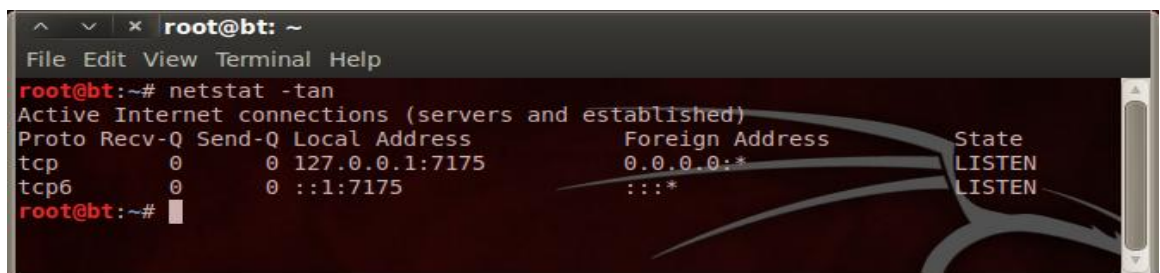 root@bt: ~
File Edit View Terminal Help
root@bt:~# netstat -tan
Active Internet connections (servers and established)
Proto Recv-Q Send-Q Local Address Foreign Address State
tcp 0 0 127.0.0.1:7175 0.0.0.0:* LISTEN
tcp6 0 0 ::1:7175 :::* LISTEN
root@bt:~#